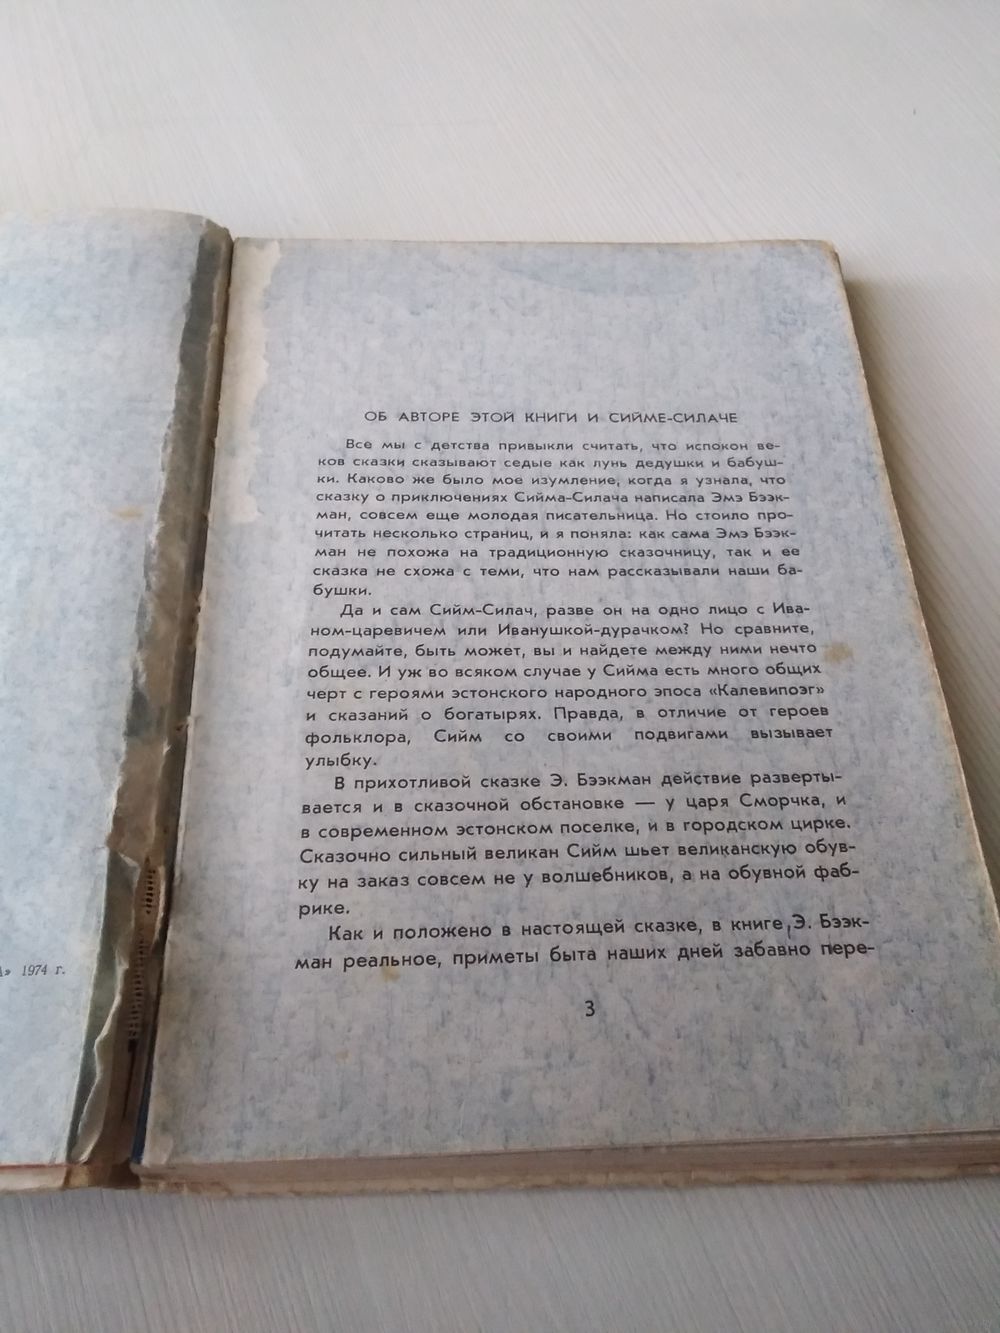 А» 1974 г.
ОБ АВТОРЕ ЭТОЙ КНИГИ И СИЙМЕ-СИЛАЧЕ
Все мы с детства привыкли считать, что испокон ве-
ков сказки сказывают седые как лунь дедушки и бабуш-
ки. Каково же было мое изумление, когда я узнала, что
сказку о приключениях Сийма-Силача написала Эмэ Бээк-
ман, совсем еще молодая писательница. Но стоило про-
читать несколько страниц, и я поняла: как сама Эмэ Бээк-
ман не похожа на традиционную сказочницу, так и ее
сказка не схожа с теми, что нам рассказывали наши ба-
бушки.
Да и сам Сийм-Силач, разве он на одно лицо с Ива-
ном-царевичем или Иванушкой-дурачком? Но сравните,
подумайте, быть может, вы и найдете между ними нечто
общее. И уж во всяком случае у Сийма есть много общих
черт с героями эстонского народного эпоса «Калевипоэг»
и сказаний о богатырях. Правда, в отличие от героев
фольклора, Сийм со своими подвигами вызывает
улыбку.
В прихотливой сказке Э. Бээкман действие разверты-
вается и в сказочной обстановке — у царя Сморчка, и
в современном эстонском поселке, и в городском цирке.
Сказочно сильный великан Сийм шьет великанскую обув-
ку на заказ совсем не у волшебников, а на обувной фаб-
рике.
Как и положено в настоящей сказке, в книге Э. Бээк-
ман реальное, приметы быта наших дней забавно пере-
3